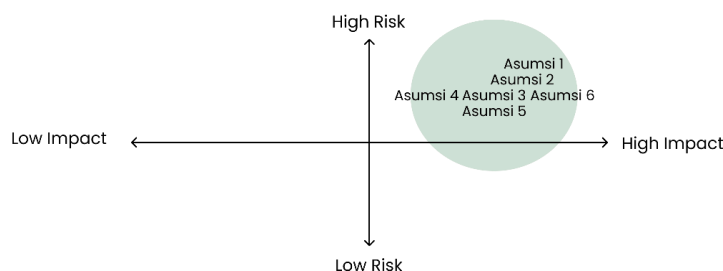 High Risk
Asumsi 1
Asumsi 2
Asumsi 4 Asumsi 3 Asumsi 6
Asumsi 5
Low Impact
High Impact
Low Risk